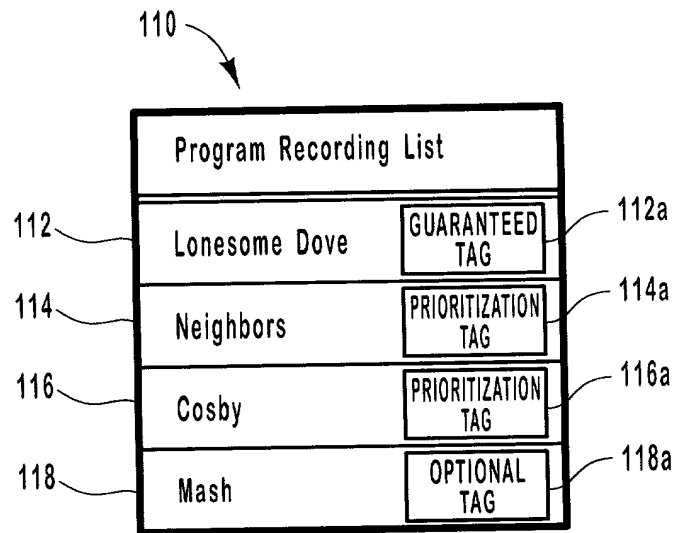 110
Program Recording List
112
Lonesome Dove
GUARANTEED
TAG
112a
114
Neighbors
PRIORITIZATION
TAG
114a
116
Cosby
PRIORITIZATION
TAG
116a
118
Mash
OPTIONAL
TAG
118a